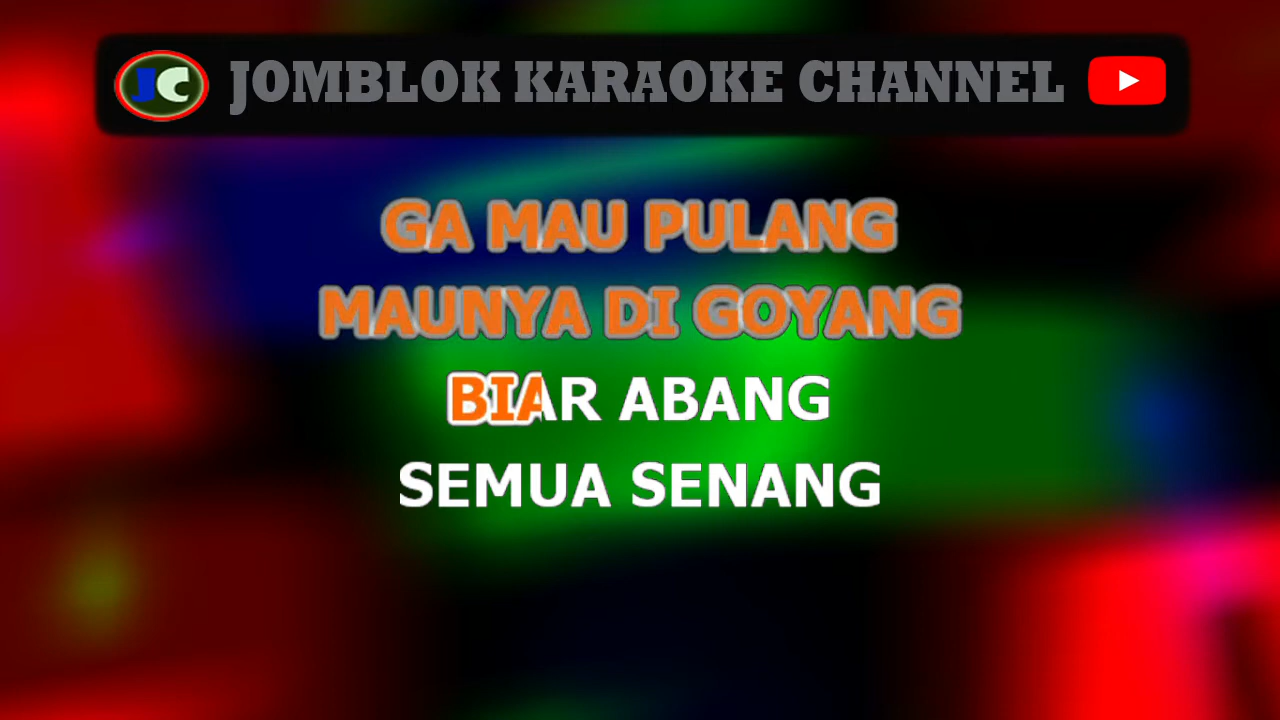 JC JOMBLOK KARAOKE CHANNEL
GA MAU PULANG
MAUNYA DI GOYANG
BIAR ABANG
SEMUA SENANG